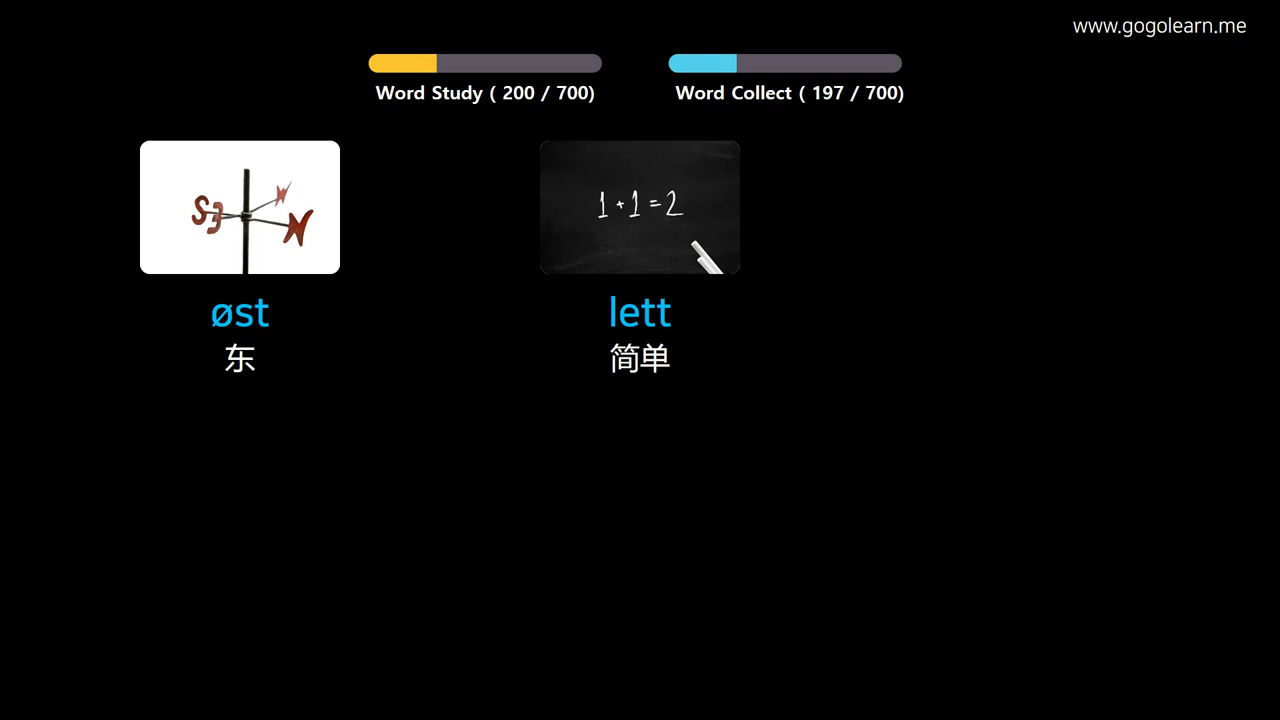 www.gogolearn.me
Word Study ( 200 / 700)
Word Collect ( 197 / 700)
S
E
W
N
1 + 1 = 2
øst
lett
东
简单